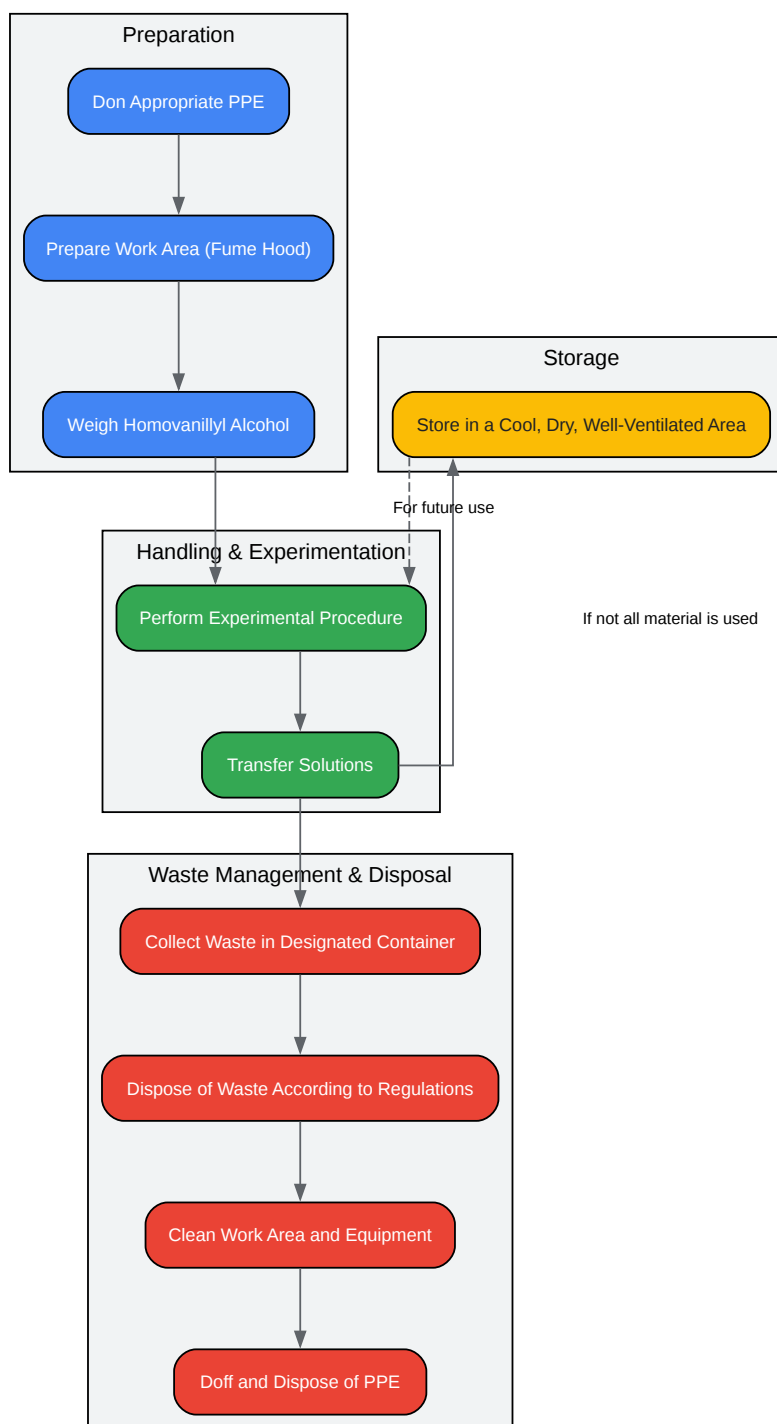 Preparation
Don Appropriate PPE
Prepare Work Area (Fume Hood)
Weigh Homovanillyl Alcohol
Storage
Store in a Cool, Dry, Well-Ventilated Area
For future use
Handling & Experimentation
Perform Experimental Procedure
If not all material is used
Transfer Solutions
Waste Management & Disposal
Collect Waste in Designated Container
Dispose of Waste According to Regulations
Clean Work Area and Equipment
Doff and Dispose of PPE